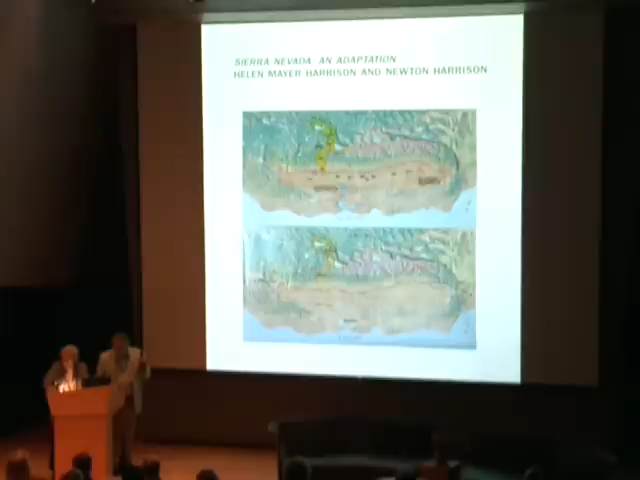 SIERRA NEVADA: AN ADAPTATION
HELEN MAYER HARRISON AND NEWTON HARRISON